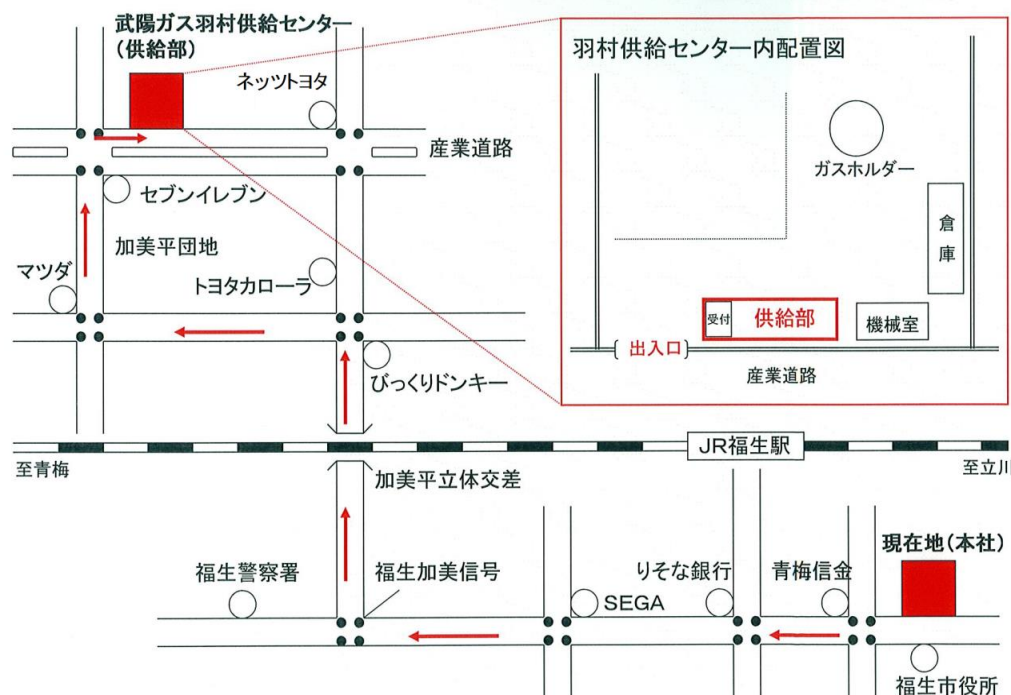 武陽ガス羽村供給センター
(供給部)
ネッツトヨタ
産業道路
セブンイレブン
加美平団地
マツダ
トヨタカローラ
びっくりドンキー
羽村供給センター内配置図
ガスホルダー
倉庫
受付
供給部
機械室
出入口
産業道路
JR福生駅
至青梅
至立川
加美平立体交差
現在地(本社)
福生警察署
福生加美信号
りそな銀行
青梅信金
SEGA
福生市役所